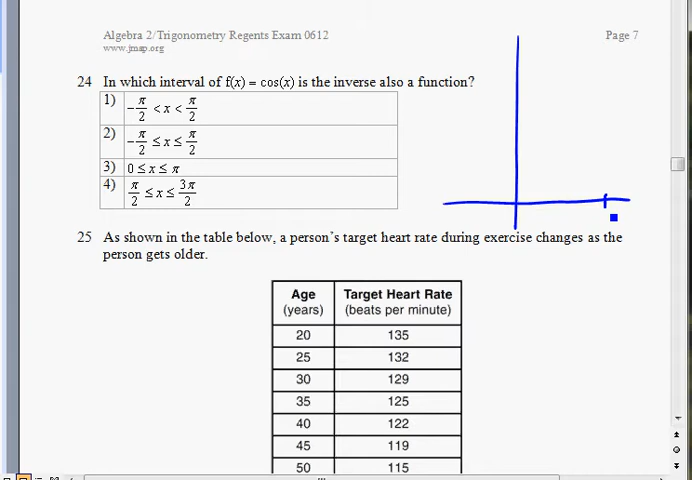 Algebra 2/Trigonometry Regents Exam 0612 Page 7
www.jmap.org
24 In which interval of f(x) = cos(x) is the inverse also a function?
1) −π/2 < x < π/2
2) −π/2 ≤ x ≤ π/2
3) 0 ≤ x ≤ π
4) π/2 ≤ x ≤ 3π/2
25 As shown in the table below, a person's target heart rate during exercise changes as the
person gets older.
Age Target Heart Rate
(years) (beats per minute)
20 135
25 132
30 129
35 125
40 122
45 119
50 115